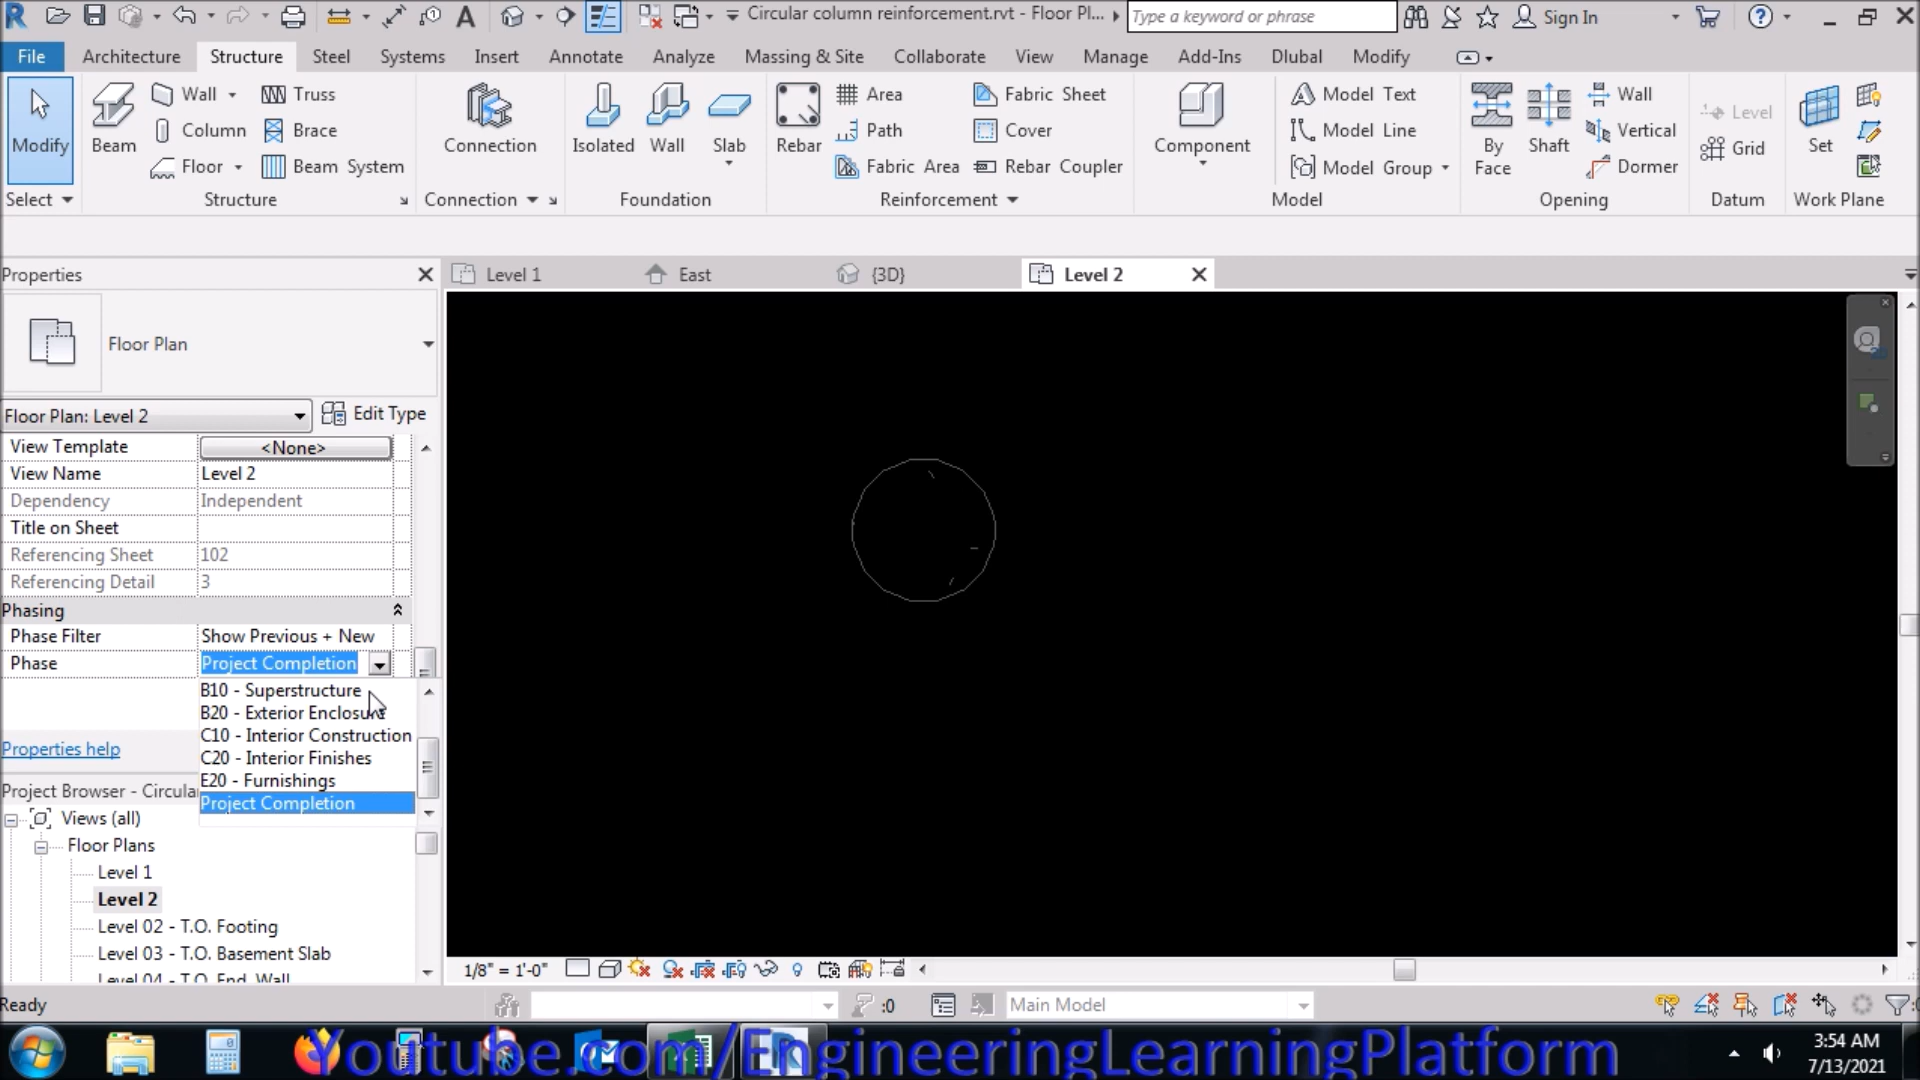 Circular column reinforcement.rvt - Floor Pl...
Type a keyword or phrase
Sign In
File
Architecture
Structure
Steel
Systems
Insert
Annotate
Analyze
Massing & Site
Collaborate
View
Manage
Add-Ins
Dlubal
Modify
Modify
Select
Beam
Wall
Column
Floor
Truss
Brace
Beam System
Structure
Connection
Connection
Isolated
Wall
Slab
Foundation
Rebar
Area
Path
Fabric Area
Fabric Sheet
Cover
Rebar Coupler
Reinforcement
Component
Model Text
Model Line
Model Group
Model
By Face
Shaft
Wall
Vertical
Dormer
Opening
Level
Grid
Datum
Set
Work Plane
Properties
Level 1
East
{3D}
Level 2
Floor Plan
Floor Plan: Level 2
Edit Type
View Template <None>
View Name Level 2
Dependency Independent
Title on Sheet
Referencing Sheet 102
Referencing Detail 3
Phasing
Phase Filter Show Previous + New
Phase Project Completion
B10 - Superstructure
B20 - Exterior Enclosure
C10 - Interior Construction
C20 - Interior Finishes
E20 - Furnishings
Project Completion
Properties help
Project Browser - Circula
Views (all)
Floor Plans
Level 1
Level 2
Level 02 - T.O. Footing
Level 03 - T.O. Basement Slab
1/8" = 1'-0"
Ready
:0
Main Model
Youtube.com/EngineeringLearningPlatform
3:54 AM
7/13/2021